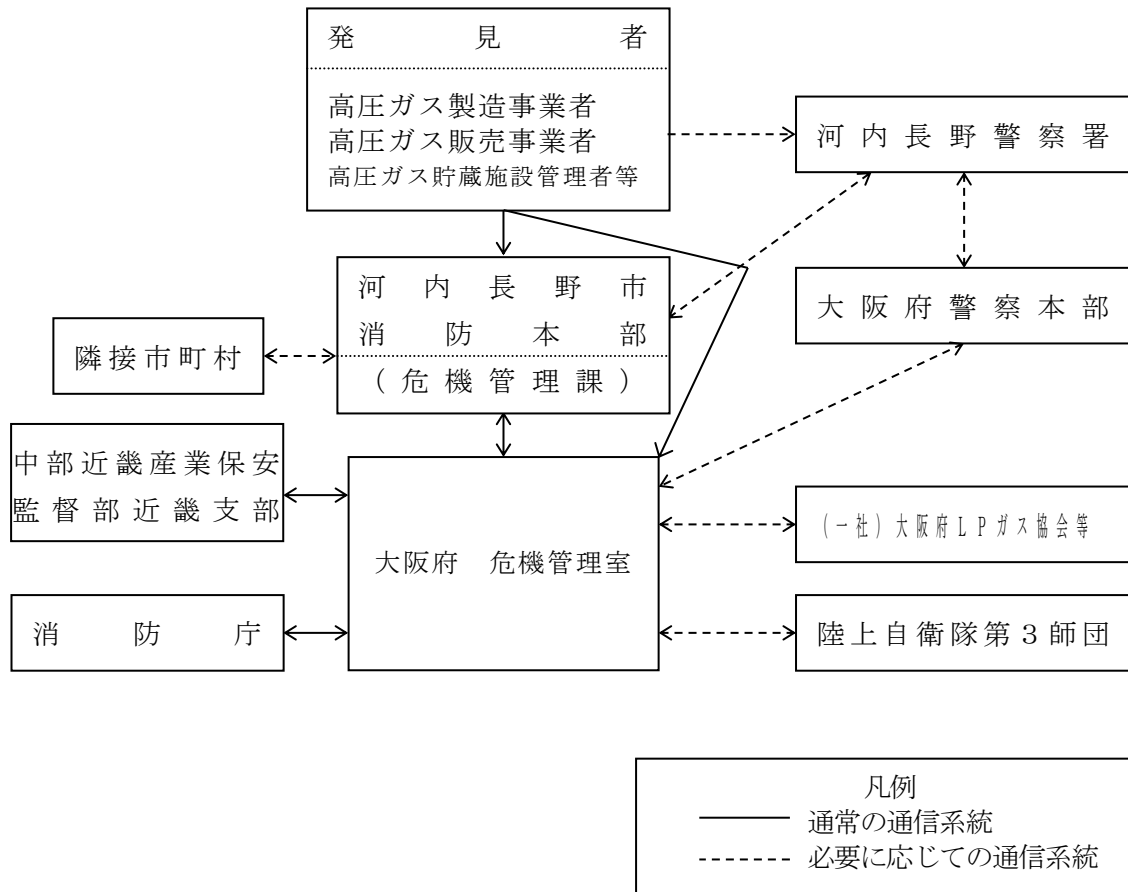 発見者
高圧ガス製造事業者
高圧ガス販売事業者
高圧ガス貯蔵施設管理者等
河内長野警察署
河内長野市
消防本部
(危機管理課)
大阪府警察本部
隣接市町村
中部近畿産業保安
監督部近畿支部
大阪府 危機管理室
(一社)大阪府LPガス協会等
消防庁
陸上自衛隊第3師団
凡例
通常の通信系統
必要に応じての通信系統